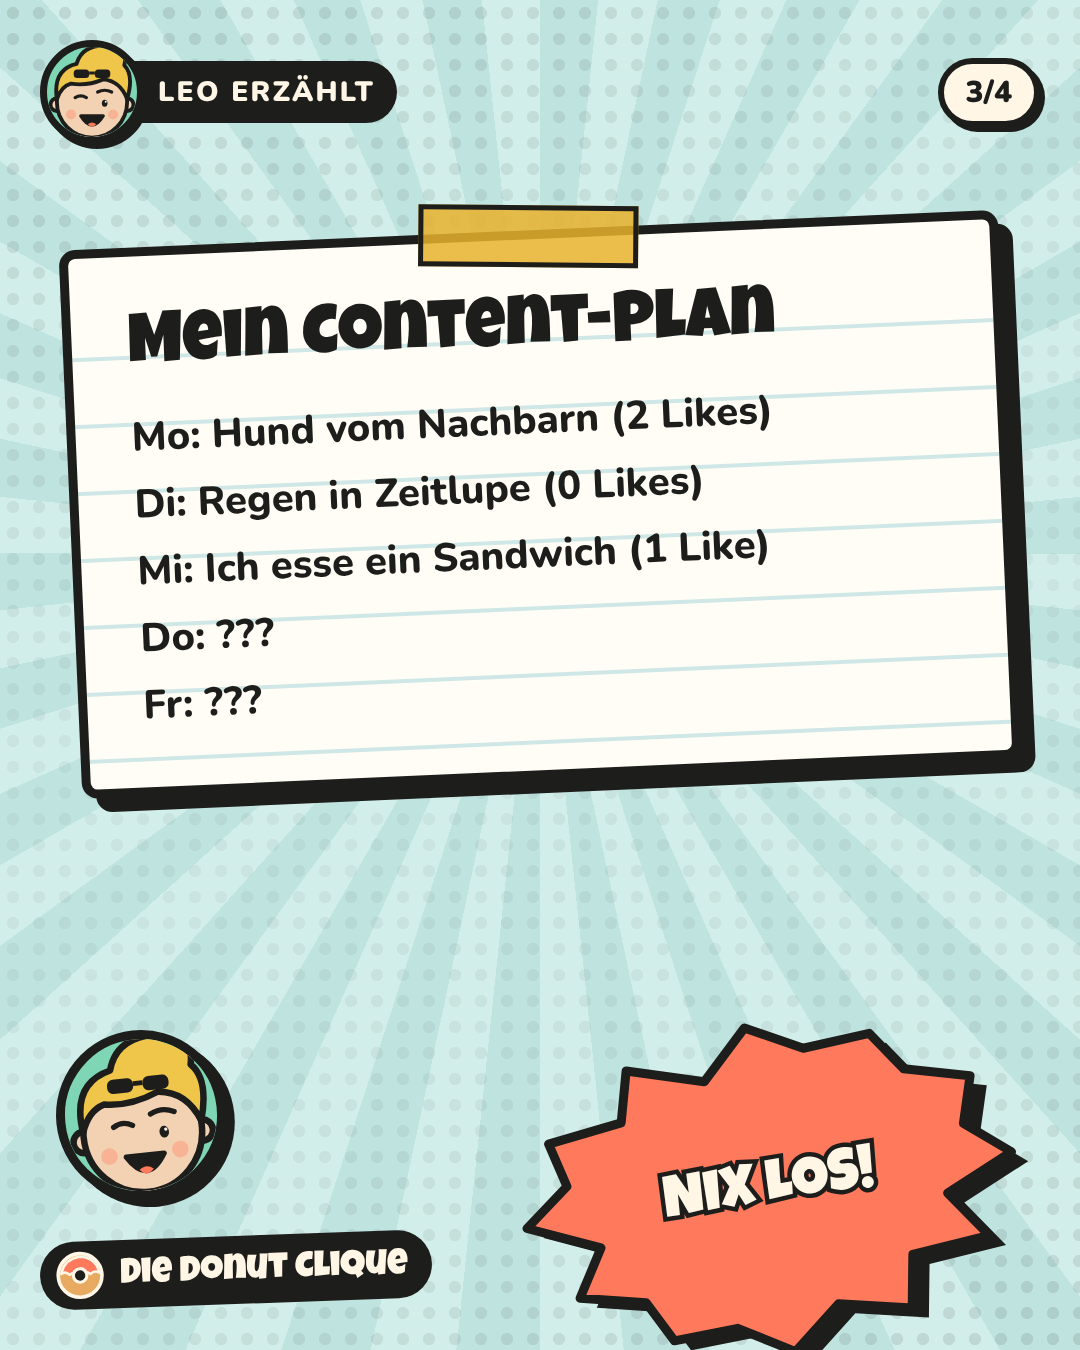 LEO ERZÄHLT
3/4
Mein Content-Plan
Mo: Hund vom Nachbarn (2 Likes)
Di: Regen in Zeitlupe (0 Likes)
Mi: Ich esse ein Sandwich (1 Like)
Do: ???
Fr: ???
NIX LOS!
Die Donut Clique